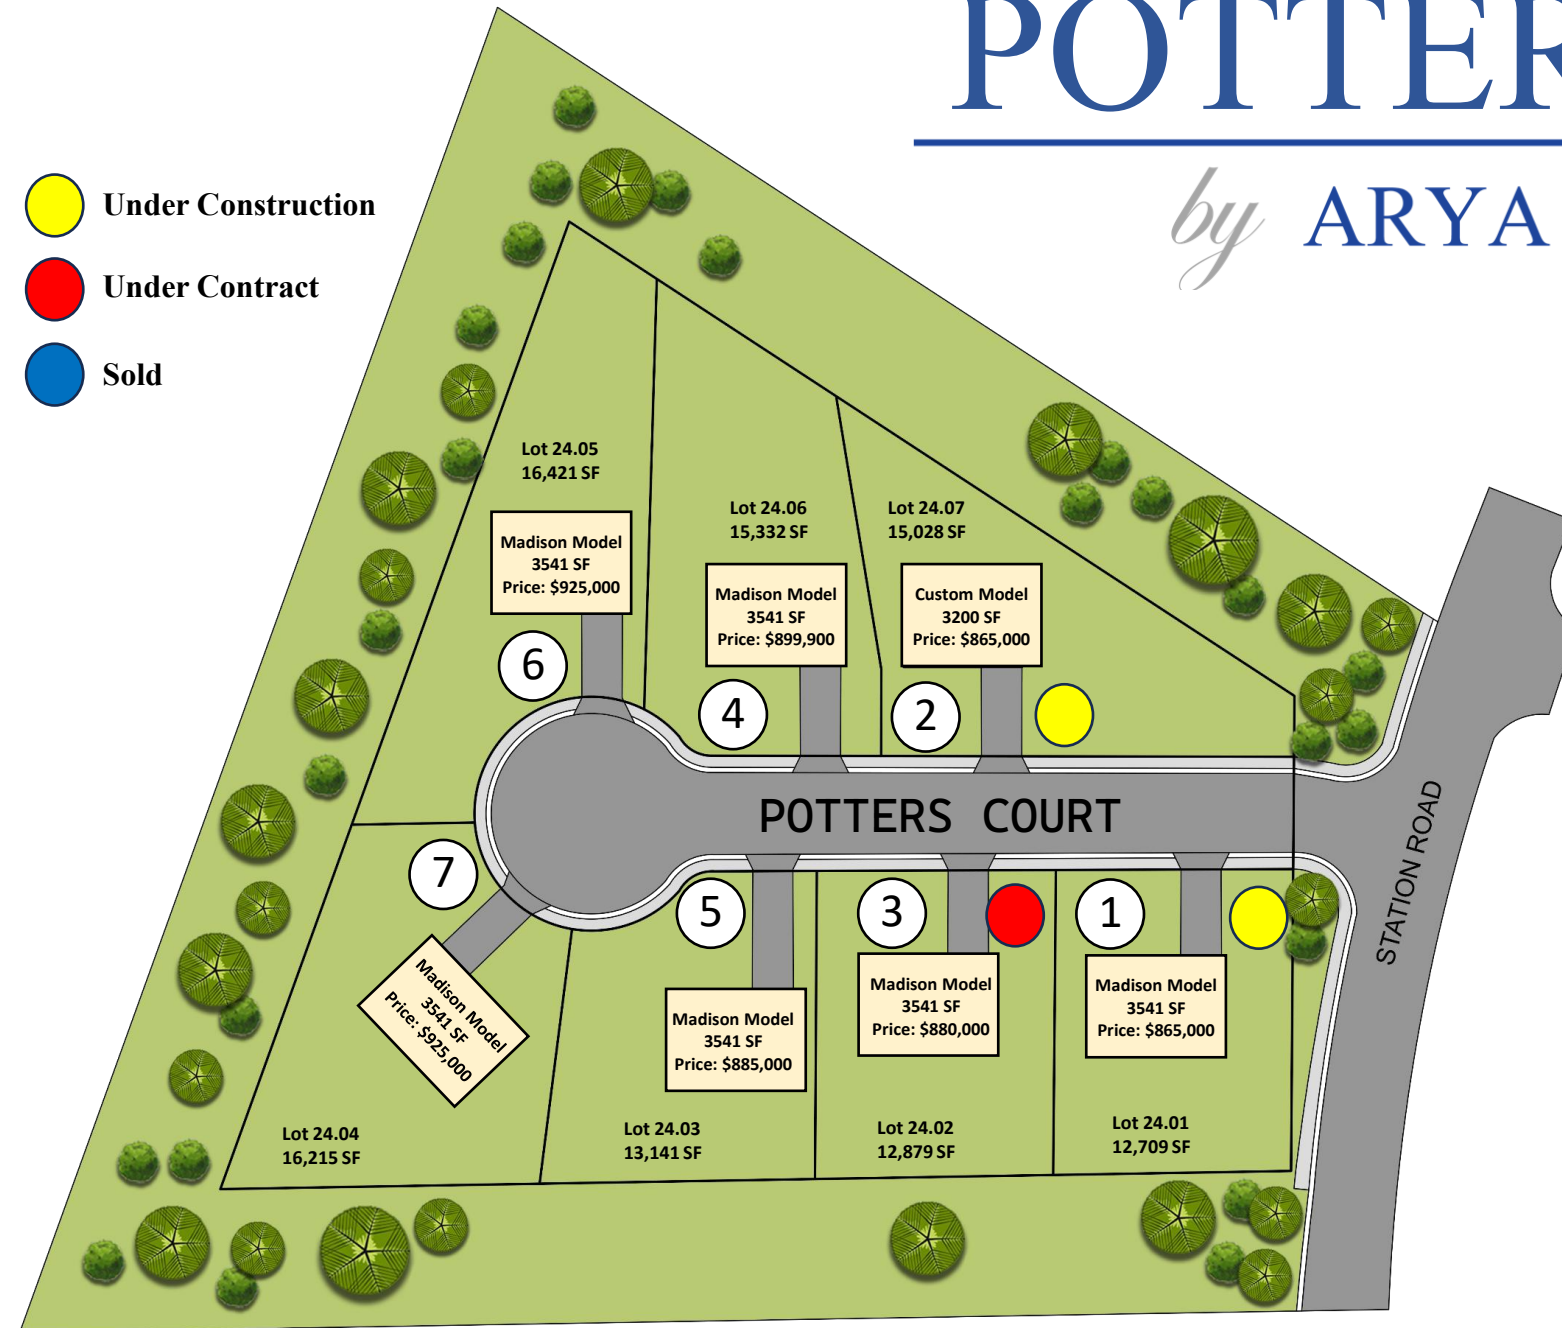 POTTER
by ARYA
Under Construction
Under Contract
Sold
Lot 24.05
16,421 SF
Madison Model
3541 SF
Price: $925,000
6
Lot 24.06
15,332 SF
Madison Model
3541 SF
Price: $899,900
4
Lot 24.07
15,028 SF
Custom Model
3200 SF
Price: $865,000
2
POTTERS COURT
STATION ROAD
7
Madison Model
3541 SF
Price: $925,000
Lot 24.04
16,215 SF
5
Madison Model
3541 SF
Price: $885,000
Lot 24.03
13,141 SF
3
Madison Model
3541 SF
Price: $880,000
Lot 24.02
12,879 SF
1
Madison Model
3541 SF
Price: $865,000
Lot 24.01
12,709 SF